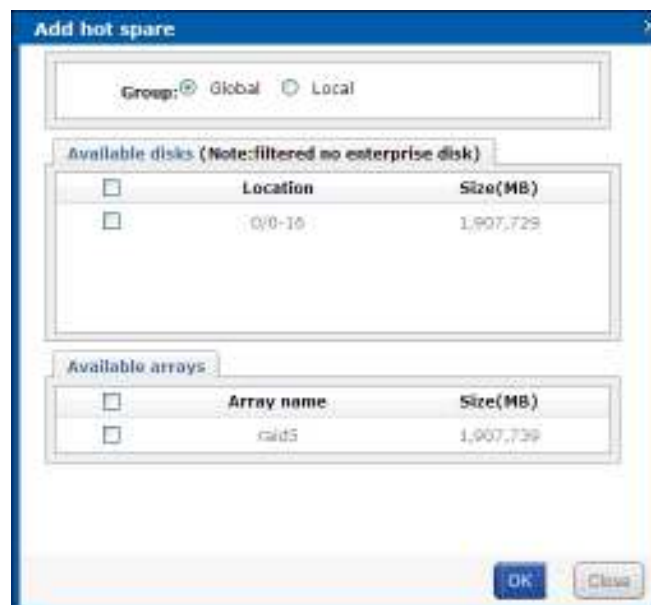 Add hot spare
Group: Global Local
Available disks (Note:filtered no enterprise disk)
Location Size(MB)
0/0-16 1,907,729
Available arrays
Array name Size(MB)
raid5 1,907,739
OK Close